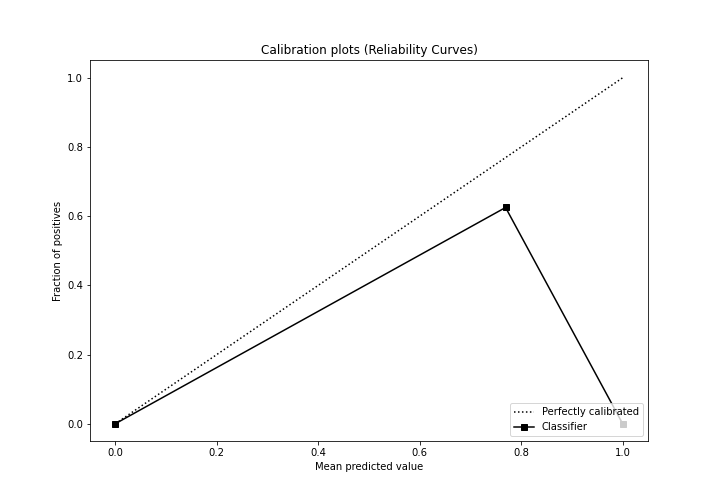 Calibration plots (Reliability Curves)
1.0
0.8
0.6
0.4
0.2
0.0
Fraction of positives
Perfectly calibrated
Classifier
0.0 0.2 0.4 0.6 0.8 1.0
Mean predicted value